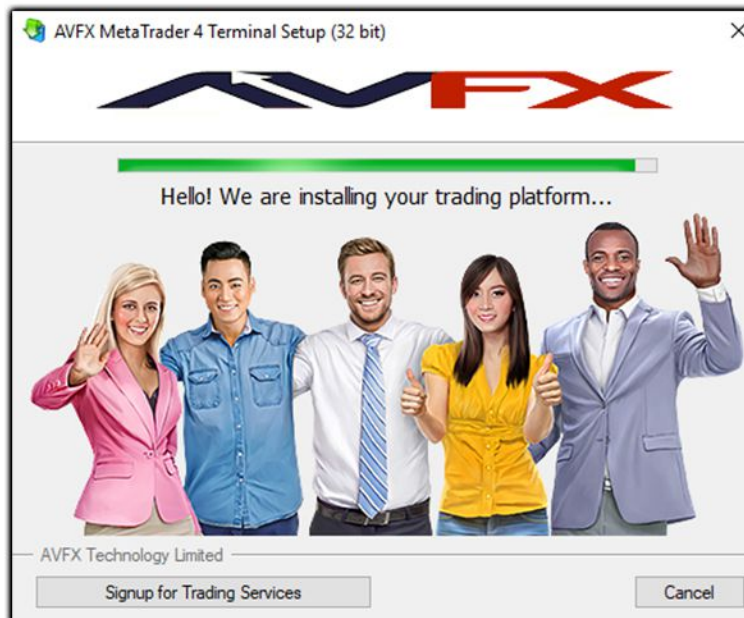 AVFX MetaTrader 4 Terminal Setup (32 bit)
AVFX
Hello! We are installing your trading platform...
AVFX Technology Limited
Signup for Trading Services
Cancel